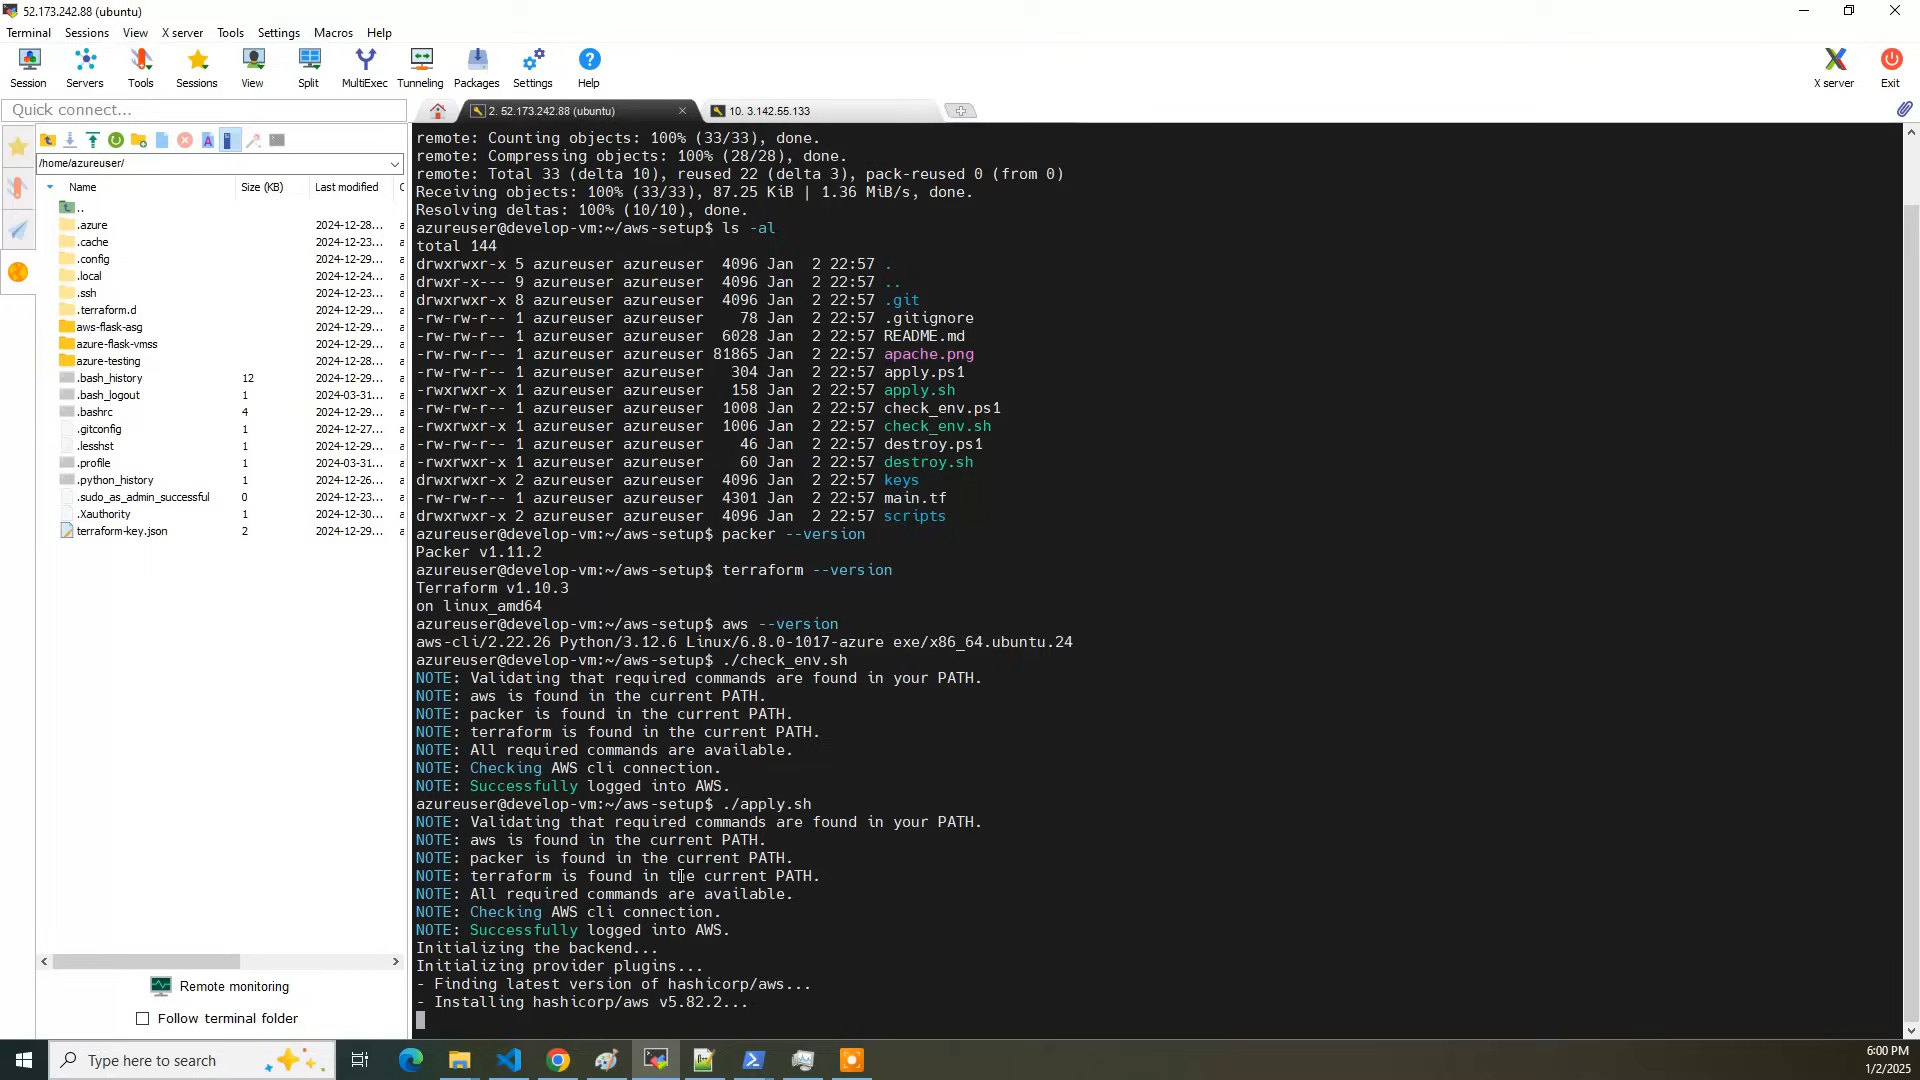 52.173.242.88 (ubuntu)
Terminal Sessions View X server Tools Settings Macros Help
Session Servers Tools Sessions View Split MultiExec Tunneling Packages Settings Help X server Exit
Quick connect...
2. 52.173.242.88 (ubuntu)
10. 3.142.55.133
/home/azureuser/
Name Size (KB) Last modified
..
.azure 2024-12-28...
.cache 2024-12-23...
.config 2024-12-29...
.local 2024-12-24...
.ssh 2024-12-23...
.terraform.d 2024-12-29...
aws-flask-asg 2024-12-29...
azure-flask-vmss 2024-12-29...
azure-testing 2024-12-28...
.bash_history 12 2024-12-29...
.bash_logout 1 2024-03-31...
.bashrc 4 2024-12-29...
.gitconfig 1 2024-12-27...
.lesshst 1 2024-12-29...
.profile 1 2024-03-31...
.python_history 1 2024-12-26...
.sudo_as_admin_successful 0 2024-12-23...
.Xauthority 1 2024-12-30...
terraform-key.json 2 2024-12-29...
Remote monitoring
Follow terminal folder
remote: Counting objects: 100% (33/33), done.
remote: Compressing objects: 100% (28/28), done.
remote: Total 33 (delta 10), reused 22 (delta 3), pack-reused 0 (from 0)
Receiving objects: 100% (33/33), 87.25 KiB | 1.36 MiB/s, done.
Resolving deltas: 100% (10/10), done.
azureuser@develop-vm:~/aws-setup$ ls -al
total 144
drwxrwxr-x 5 azureuser azureuser 4096 Jan 2 22:57 .
drwxr-x--- 9 azureuser azureuser 4096 Jan 2 22:57 ..
drwxrwxr-x 8 azureuser azureuser 4096 Jan 2 22:57 .git
-rw-rw-r-- 1 azureuser azureuser 78 Jan 2 22:57 .gitignore
-rw-rw-r-- 1 azureuser azureuser 6028 Jan 2 22:57 README.md
-rw-rw-r-- 1 azureuser azureuser 81865 Jan 2 22:57 apache.png
-rw-rw-r-- 1 azureuser azureuser 304 Jan 2 22:57 apply.ps1
-rwxrwxr-x 1 azureuser azureuser 158 Jan 2 22:57 apply.sh
-rw-rw-r-- 1 azureuser azureuser 1008 Jan 2 22:57 check_env.ps1
-rwxrwxr-x 1 azureuser azureuser 1006 Jan 2 22:57 check_env.sh
-rw-rw-r-- 1 azureuser azureuser 46 Jan 2 22:57 destroy.ps1
-rwxrwxr-x 1 azureuser azureuser 60 Jan 2 22:57 destroy.sh
drwxrwxr-x 2 azureuser azureuser 4096 Jan 2 22:57 keys
-rw-rw-r-- 1 azureuser azureuser 4301 Jan 2 22:57 main.tf
drwxrwxr-x 2 azureuser azureuser 4096 Jan 2 22:57 scripts
azureuser@develop-vm:~/aws-setup$ packer --version
Packer v1.11.2
azureuser@develop-vm:~/aws-setup$ terraform --version
Terraform v1.10.3
on linux_amd64
azureuser@develop-vm:~/aws-setup$ aws --version
aws-cli/2.22.26 Python/3.12.6 Linux/6.8.0-1017-azure exe/x86_64.ubuntu.24
azureuser@develop-vm:~/aws-setup$ ./check_env.sh
NOTE: Validating that required commands are found in your PATH.
NOTE: aws is found in the current PATH.
NOTE: packer is found in the current PATH.
NOTE: terraform is found in the current PATH.
NOTE: All required commands are available.
NOTE: Checking AWS cli connection.
NOTE: Successfully logged into AWS.
azureuser@develop-vm:~/aws-setup$ ./apply.sh
NOTE: Validating that required commands are found in your PATH.
NOTE: aws is found in the current PATH.
NOTE: packer is found in the current PATH.
NOTE: terraform is found in the current PATH.
NOTE: All required commands are available.
NOTE: Checking AWS cli connection.
NOTE: Successfully logged into AWS.
Initializing the backend...
Initializing provider plugins...
- Finding latest version of hashicorp/aws...
- Installing hashicorp/aws v5.82.2...
Type here to search
6:00 PM
1/2/2025